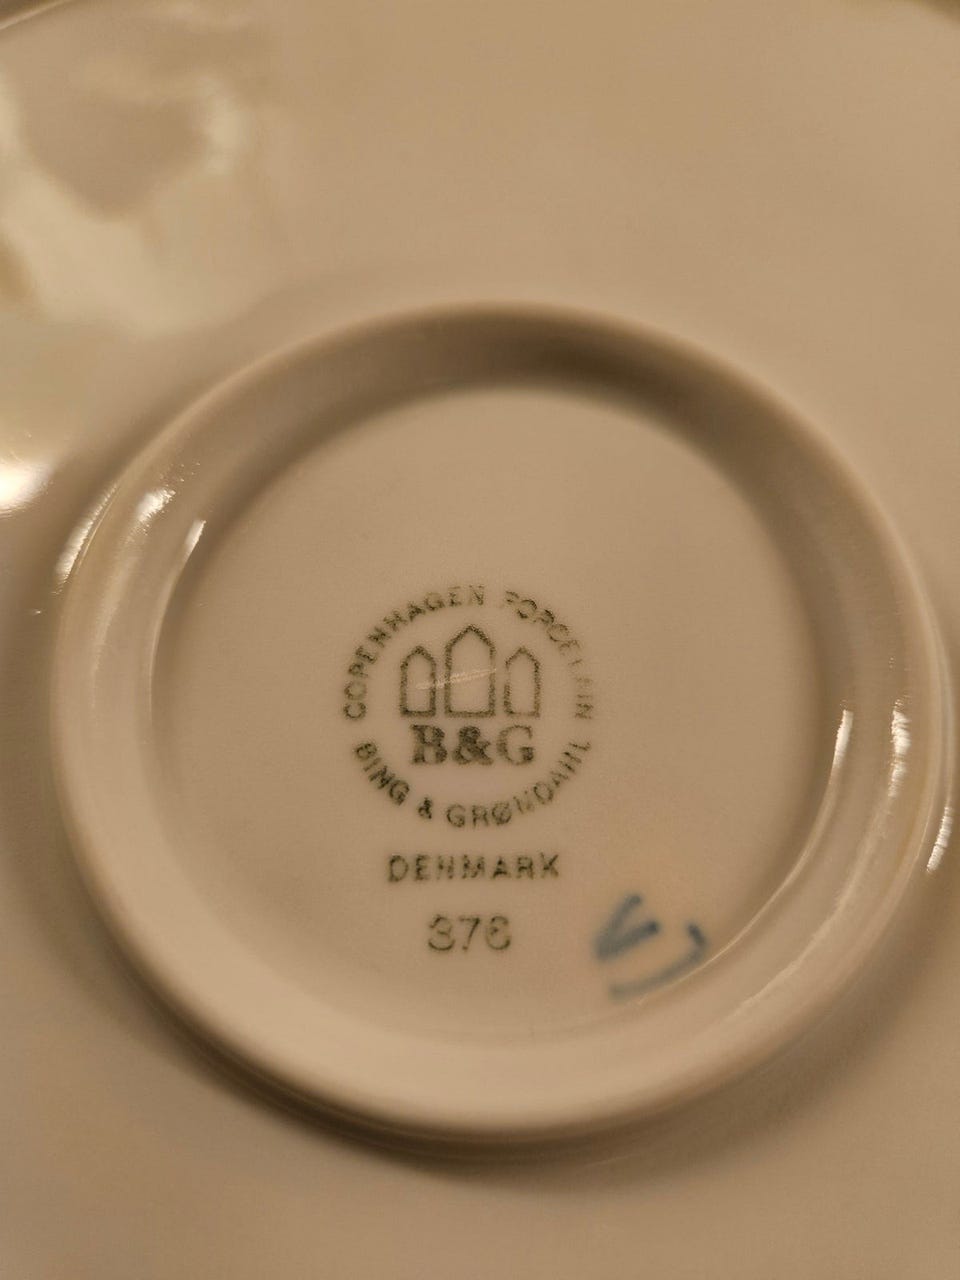 COPENHAGEN PORCELAIN
B&G
BING & GRØNDAHL
DENMARK
376